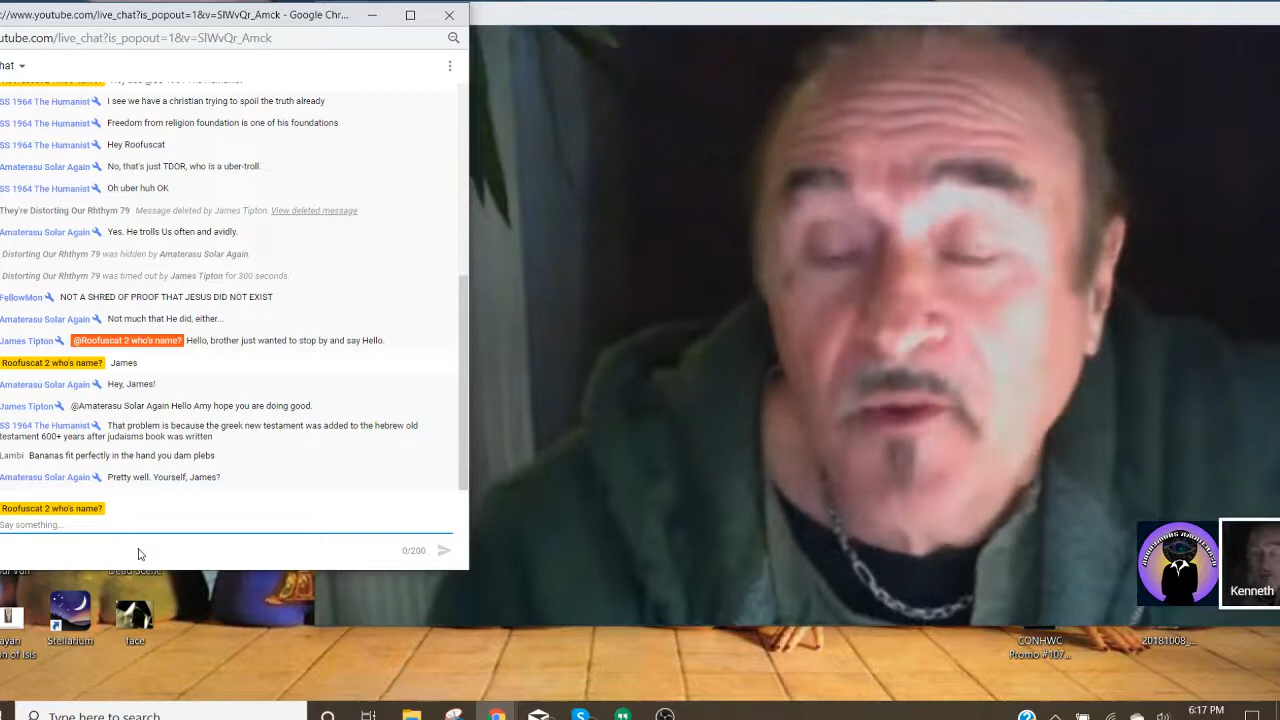 ://www.youtube.com/live_chat?is_popout=1&v=SlWvQr_Amck - Google Chr...
utube.com/live_chat?is_popout=1&v=SlWvQr_Amck
hat
SS 1964 The Humanist I see we have a christian trying to spoil the truth already
SS 1964 The Humanist Freedom from religion foundation is one of his foundations
SS 1964 The Humanist Hey Roofuscat
Amaterasu Solar Again No, that's just TDOR, who is a uber-troll.
SS 1964 The Humanist Oh uber huh OK
They're Distorting Our Rhthym 79 Message deleted by James Tipton. View deleted message
Amaterasu Solar Again Yes. He trolls Us often and avidly.
Distorting Our Rhthym 79 was hidden by Amaterasu Solar Again.
Distorting Our Rhthym 79 was timed out by James Tipton for 300 seconds.
FellowMon NOT A SHRED OF PROOF THAT JESUS DID NOT EXIST
Amaterasu Solar Again Not much that He did, either...
James Tipton @Roofuscat 2 who's name? Hello, brother just wanted to stop by and say Hello.
Roofuscat 2 who's name? James
Amaterasu Solar Again Hey, James!
James Tipton @Amaterasu Solar Again Hello Amy hope you are doing good.
SS 1964 The Humanist That problem is because the greek new testament was added to the hebrew old
testament 600+ years after judaisms book was written
Lambi Bananas fit perfectly in the hand you dam plebs
Amaterasu Solar Again Pretty well. Yourself, James?
Roofuscat 2 who's name?
Say something...
0/200
Kenneth
Dead Scene
ayan
on of Isis
Stellarium
face
CONHWC
Promo #107...
20181008_...
Type here to search
6:17 PM